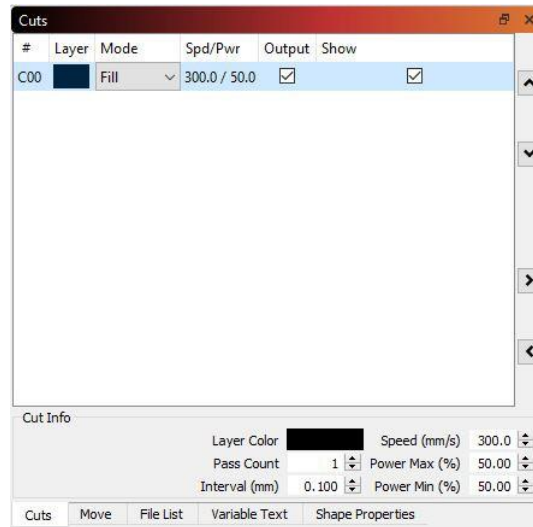 Cuts
# Layer Mode Spd/Pwr Output Show
C00 Fill 300.0 / 50.0
Cut Info
Layer Color Speed (mm/s) 300.0
Pass Count 1 Power Max (%) 50.00
Interval (mm) 0.100 Power Min (%) 50.00
Cuts Move File List Variable Text Shape Properties